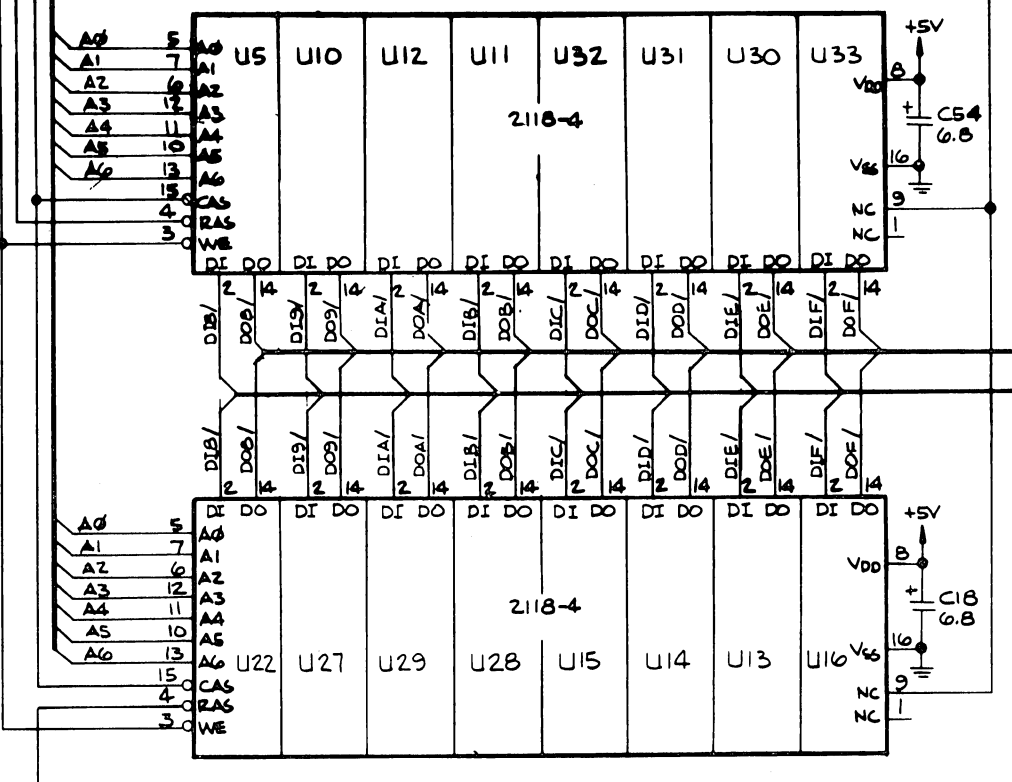 U5 U10 U12 U11 U32 U31 U30 U33
2118-4
A0 5 A0
A1 7 A1
A2 6 A2
A3 12 A3
A4 11 A4
A5 10 A5
A6 13 A6
15 CAS
4 RAS
3 WE
+5V
VDD 8
+ C54
6.8
VSS 16
NC 9
NC 1
DI DO DI DO DI DO DI DO DI DO DI DO DI DO DI DO
2 14 2 14 2 14 2 14 2 14 2 14 2 14 2 14
DI8/ DO8/ DI9/ DO9/ DIA/ DOA/ DIB/ DOB/ DIC/ DOC/ DID/ DOD/ DIE/ DOE/ DIF/ DOF/
DI8/ DO8/ DI9/ DO9/ DIA/ DOA/ DIB/ DOB/ DIC/ DOC/ DID/ DOD/ DIE/ DOE/ DIF/ DOF/
2 14 2 14 2 14 2 14 2 14 2 14 2 14 2 14
DI DO DI DO DI DO DI DO DI DO DI DO DI DO DI DO
A0 5 A0
A1 7 A1
A2 6 A2
A3 12 A3
A4 11 A4
A5 10 A5
A6 13 A6
15 CAS
4 RAS
3 WE
2118-4
U22 U27 U29 U28 U15 U14 U13 U16
+5V
VDD 8
+ C18
6.8
VSS 16
NC 9
NC 1